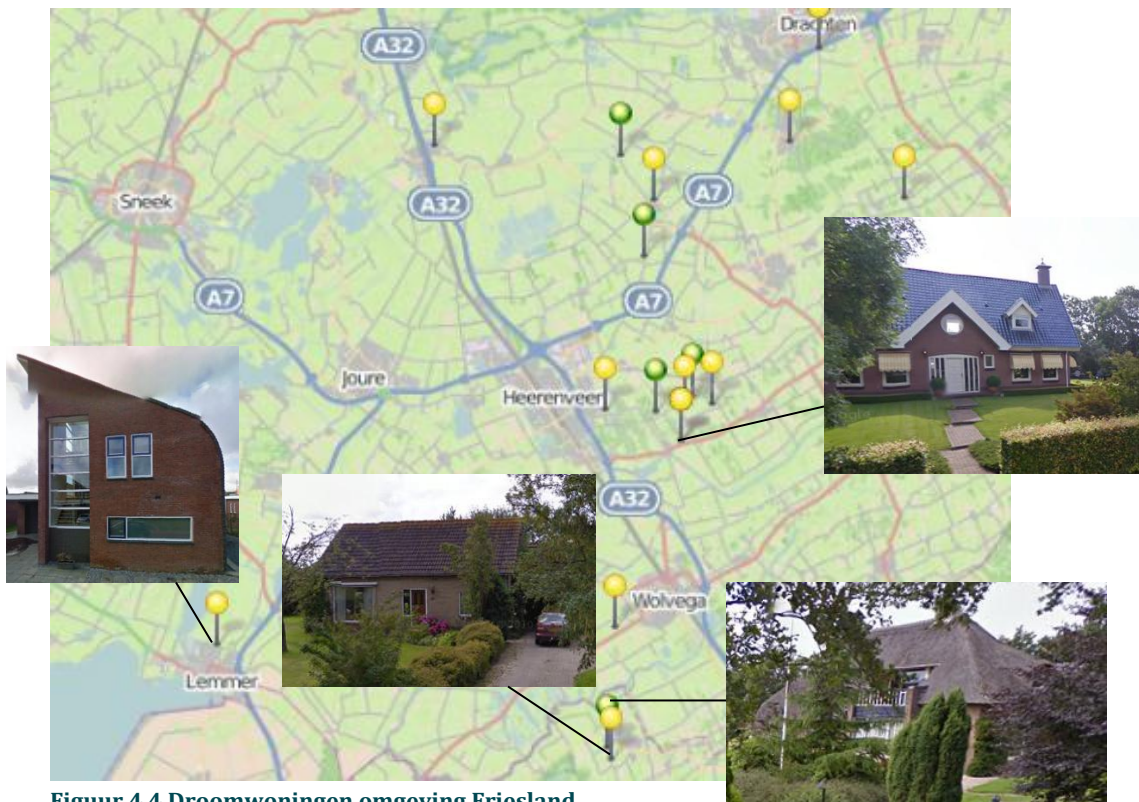 Drachten
A32
Sneek
A7
A32
A7
A7
Joure
Heerenveen
A32
Wolvega
Lemmer
Figuur 4.4 Droomwoningen omgeving Friesland